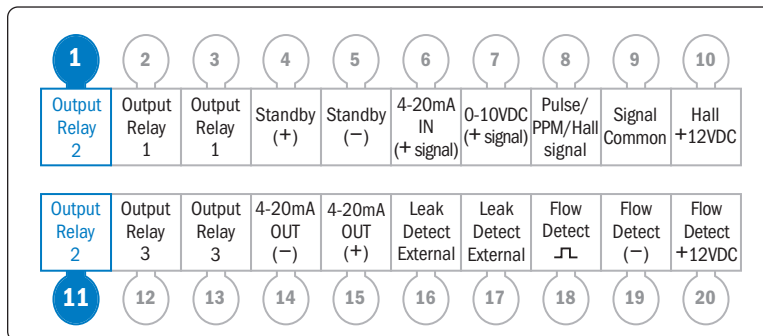 1 2 3 4 5 6 7 8 9 10
Output Output Output Standby Standby 4-20mA 0-10VDC Pulse/ Signal Hall
Relay Relay Relay (+) (−) IN (+ signal) PPM/Hall Common +12VDC
2 1 1 (+ signal) signal
Output Output Output 4-20mA 4-20mA Leak Leak Flow Flow Flow
Relay Relay Relay OUT OUT Detect Detect Detect Detect Detect
2 3 3 (−) (+) External External (−) +12VDC
11 12 13 14 15 16 17 18 19 20